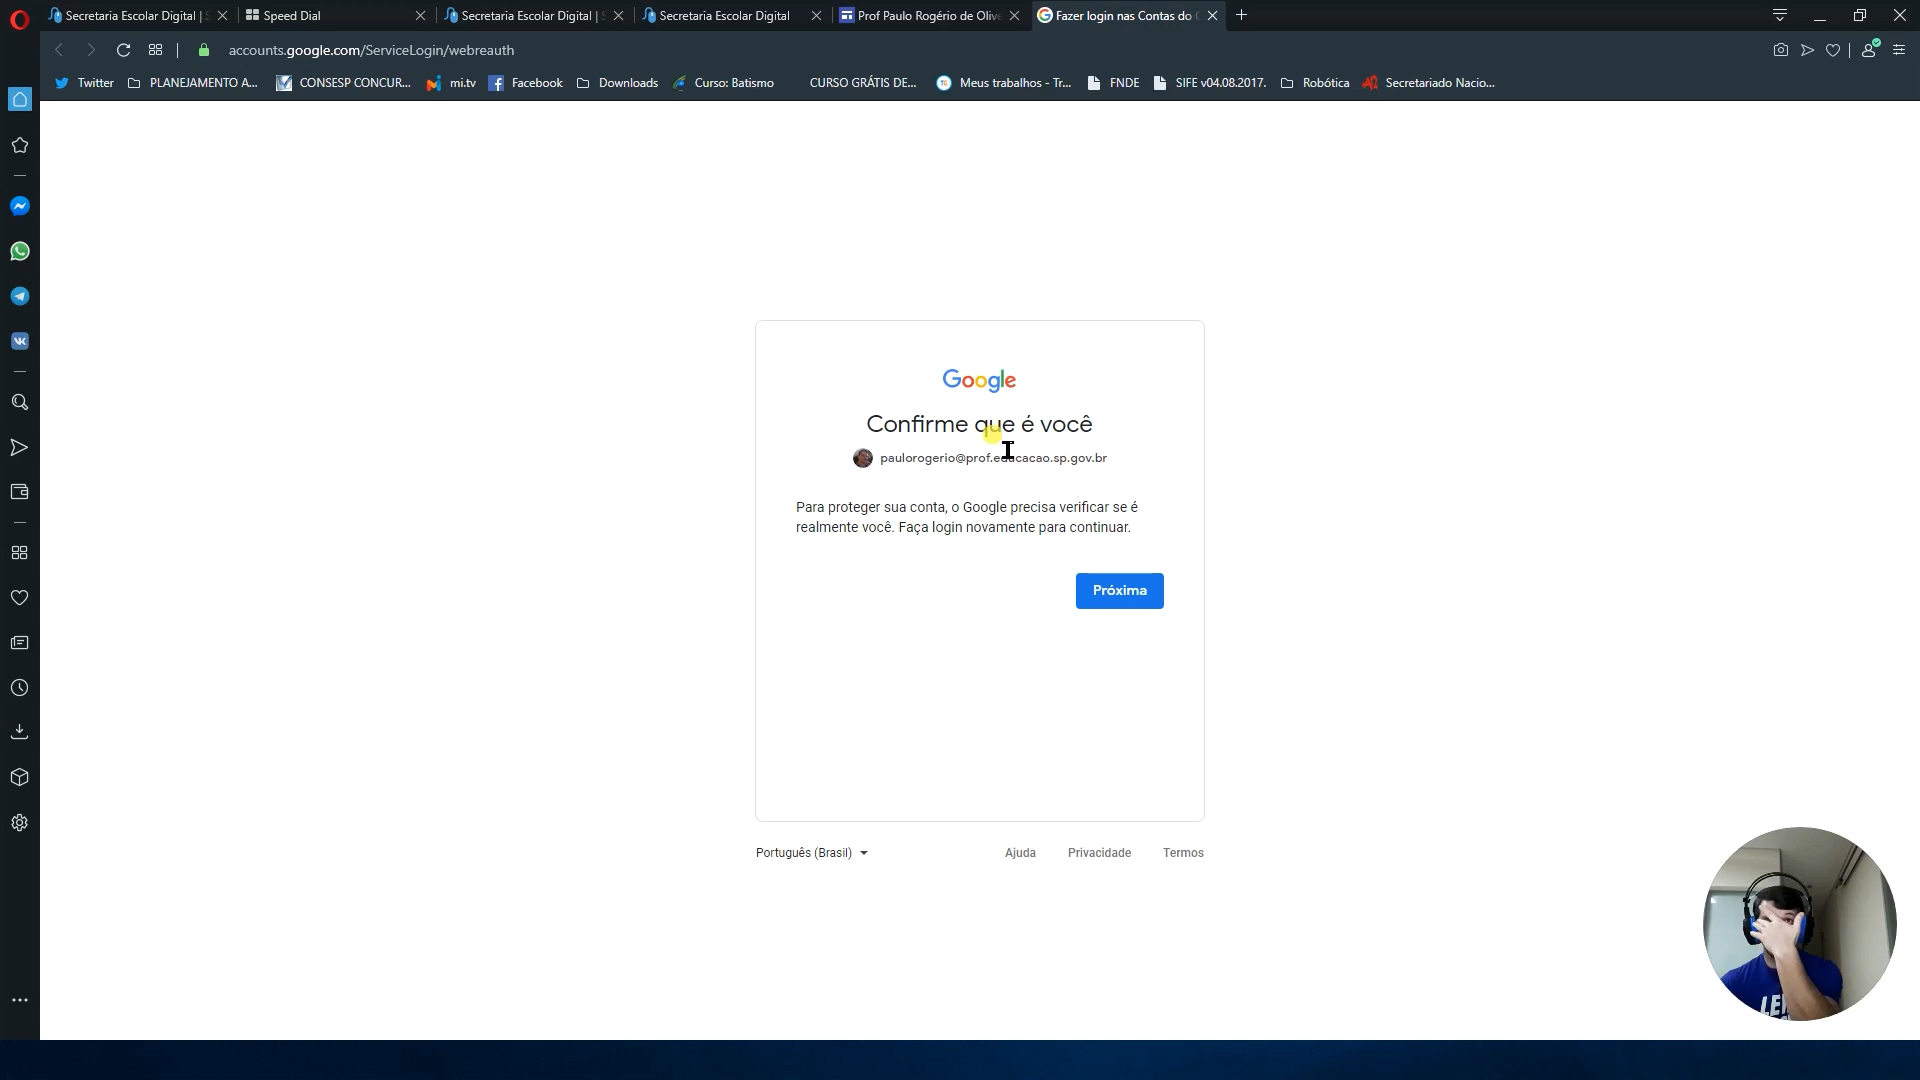 Secretaria Escolar Digital |
Speed Dial
Secretaria Escolar Digital |
Secretaria Escolar Digital
Prof Paulo Rogério de Olive
Fazer login nas Contas do
accounts.google.com/ServiceLogin/webreauth
Twitter
PLANEJAMENTO A...
CONSESP CONCUR...
mi.tv
Facebook
Downloads
Curso: Batismo
CURSO GRÁTIS DE...
Meus trabalhos - Tr...
FNDE
SIFE v04.08.2017.
Robótica
Secretariado Nacio...
Google
Confirme que é você
paulorogerio@prof.educacao.sp.gov.br
Para proteger sua conta, o Google precisa verificar se é
realmente você. Faça login novamente para continuar.
Próxima
Português (Brasil)
Ajuda
Privacidade
Termos